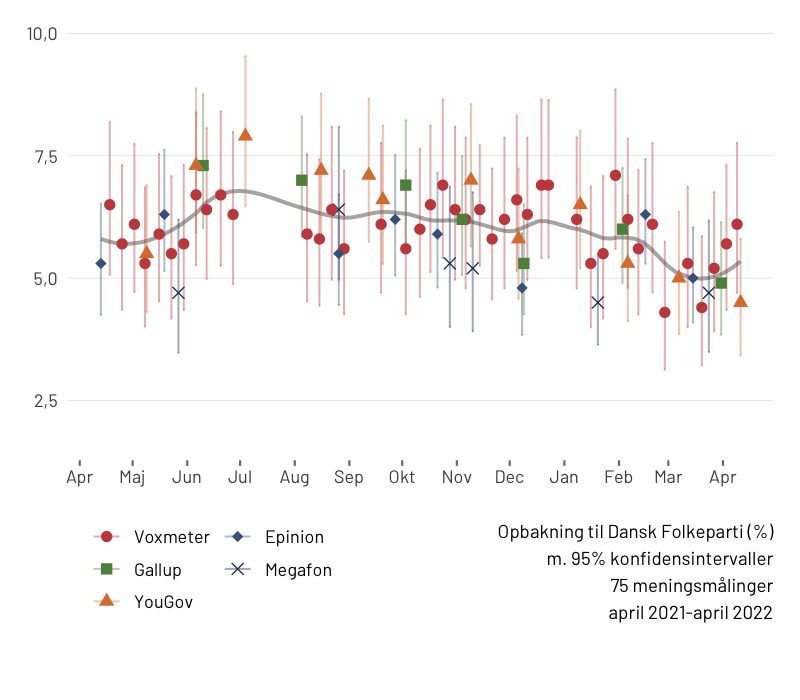 10,0
7,5
5,0
2,5
Apr Maj Jun Jul Aug Sep Okt Nov Dec Jan Feb Mar Apr
Voxmeter Epinion
Gallup Megafon
YouGov
Opbakning til Dansk Folkeparti (%)
m. 95% konfidensintervaller
75 meningsmålinger
april 2021-april 2022